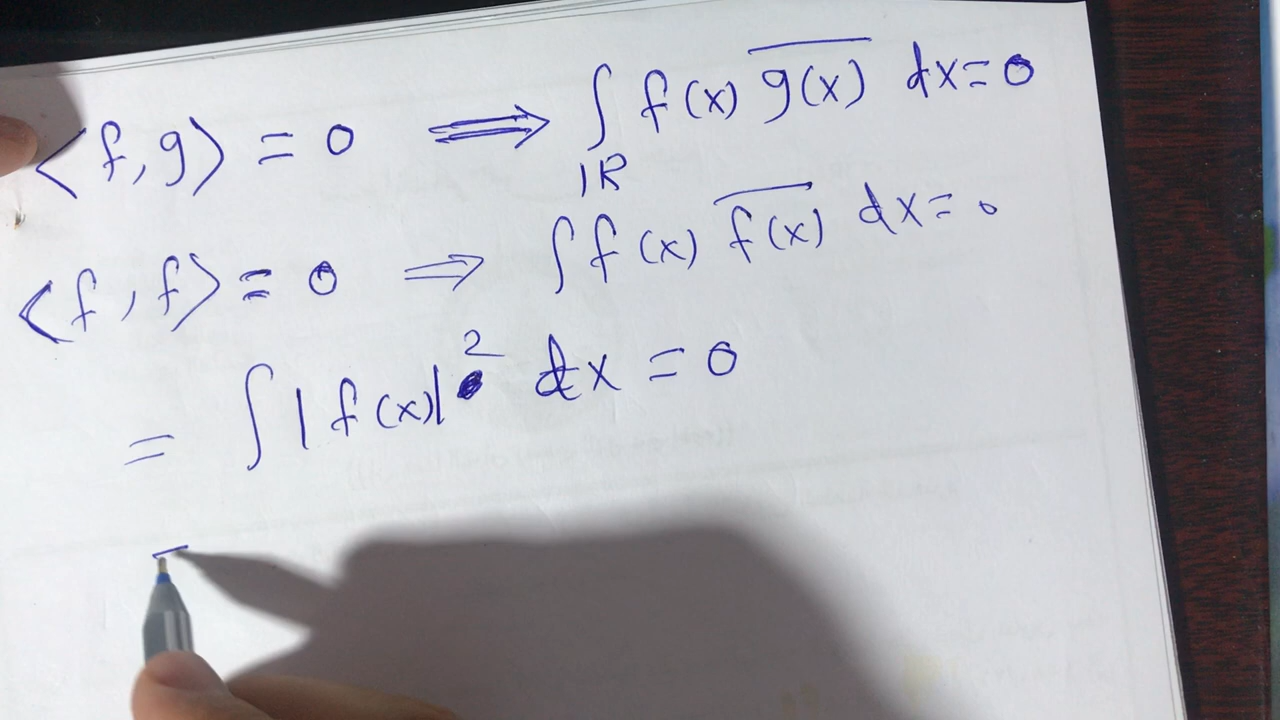 ⟨f,g⟩ = 0 ⟹ ∫_ℝ f(x) \overline{g(x)} dx = 0
⟨f,f⟩ = 0 ⟹ ∫ f(x) \overline{f(x)} dx = 0
= ∫ |f(x)|² dx = 0